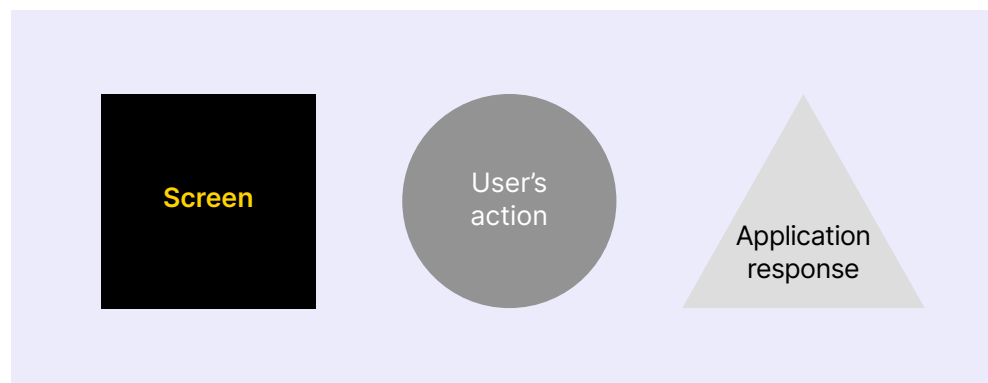 Screen
User’s
action
Application
response